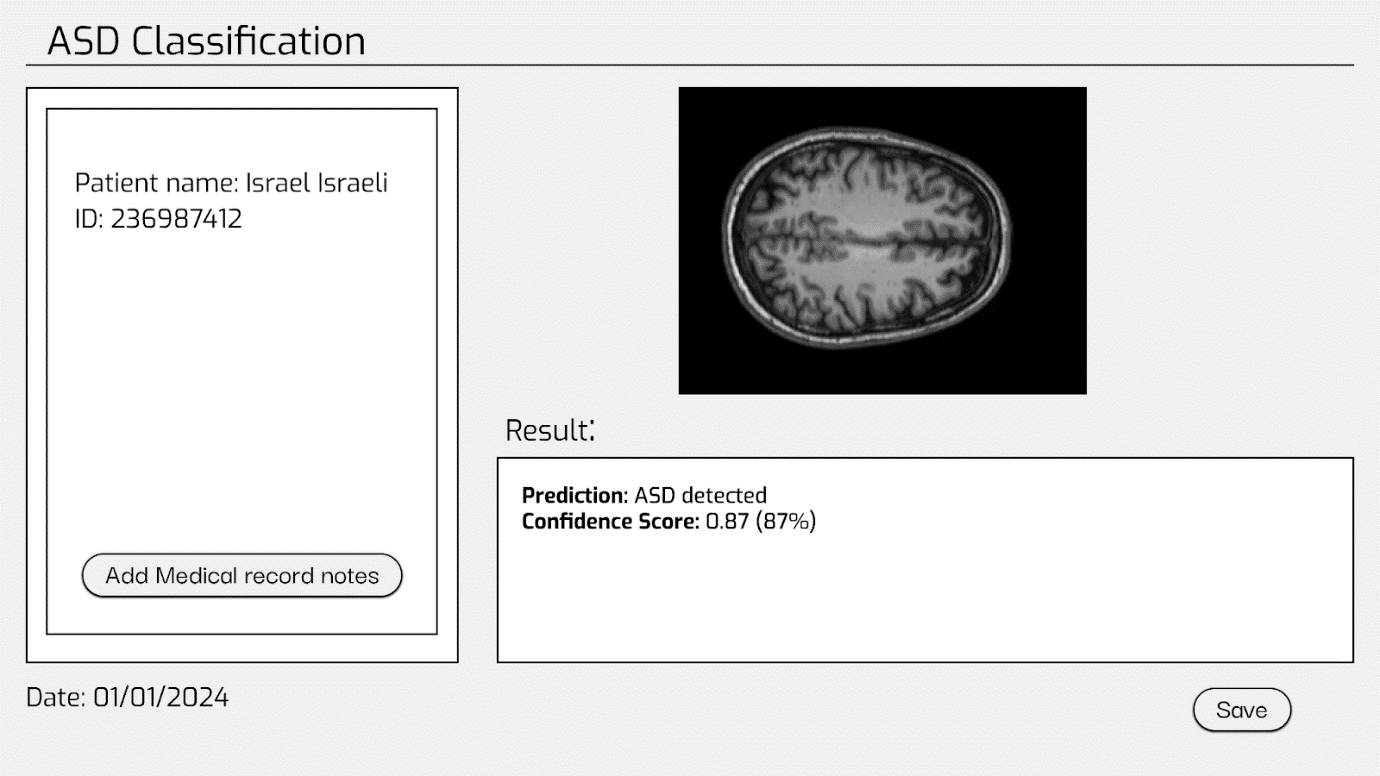 ASD Classification
Patient name: Israel Israeli
ID: 236987412
Add Medical record notes
Result:
Prediction: ASD detected
Confidence Score: 0.87 (87%)
Date: 01/01/2024
Save